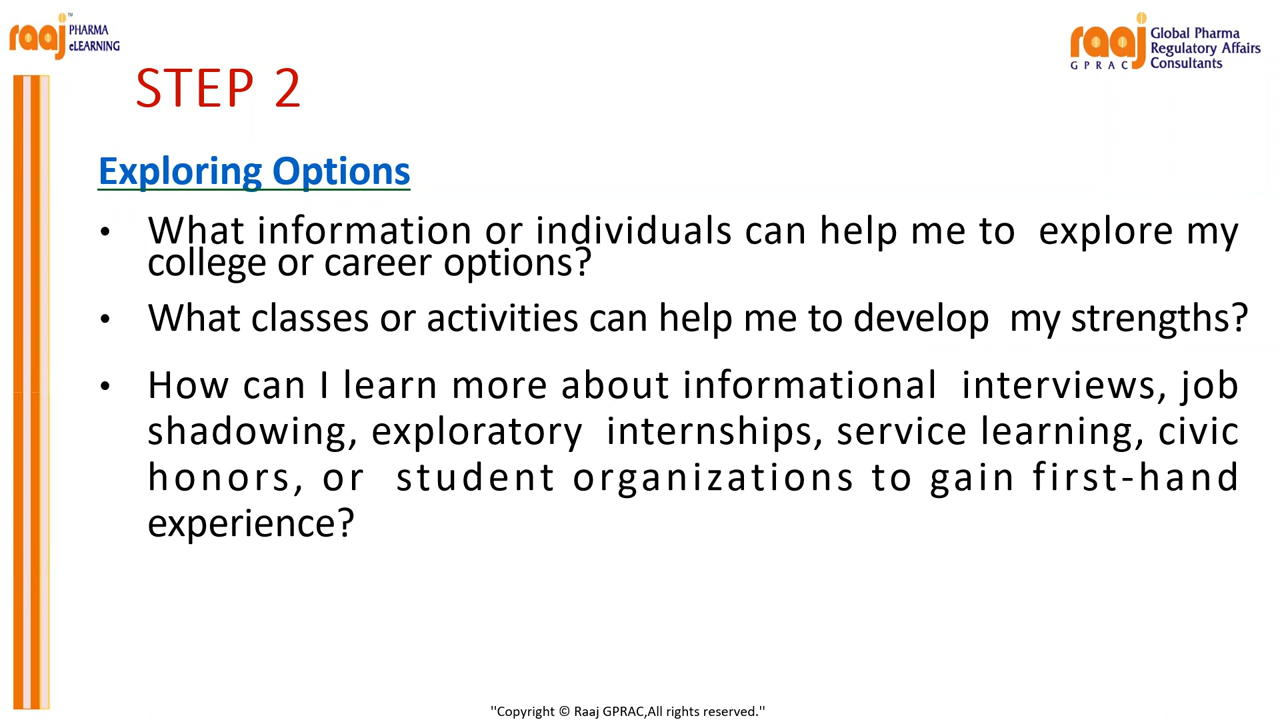 raaj™ PHARMA
eLEARNING
raaj Global Pharma
Regulatory Affairs
GPRAC Consultants
STEP 2
Exploring Options
• What information or individuals can help me to explore my
college or career options?
• What classes or activities can help me to develop my strengths?
• How can I learn more about informational interviews, job
shadowing, exploratory internships, service learning, civic
honors, or student organizations to gain first-hand
experience?
"Copyright © Raaj GPRAC,All rights reserved."